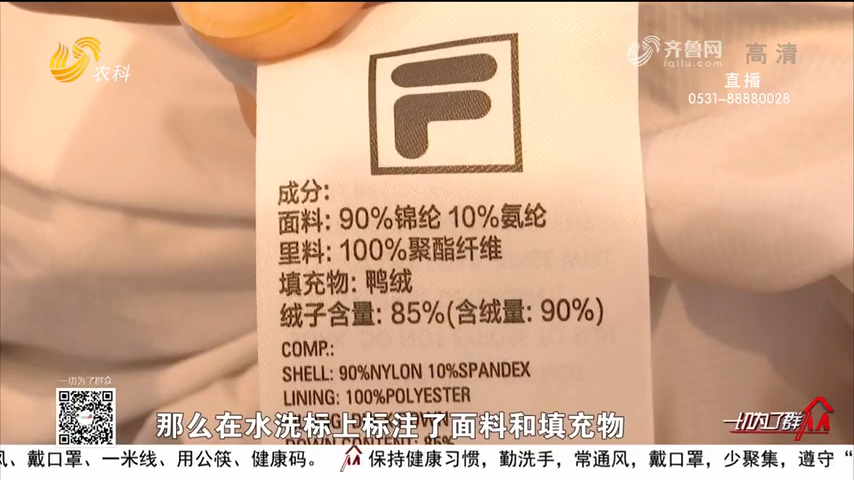 农科
齐鲁网
iqilu.com
高清
直播
0531-88880028
成分:
面料: 90%锦纶 10%氨纶
里料: 100%聚酯纤维
填充物: 鸭绒
绒子含量: 85%(含绒量: 90%)
COMP.:
SHELL: 90%NYLON 10%SPANDEX
LINING: 100%POLYESTER
一切为了群众
那么在水洗标上标注了面料和填充物
一切为了群众
风、戴口罩、一米线、用公筷、健康码。 保持健康习惯，勤洗手，常通风，戴口罩，少聚集，遵守“